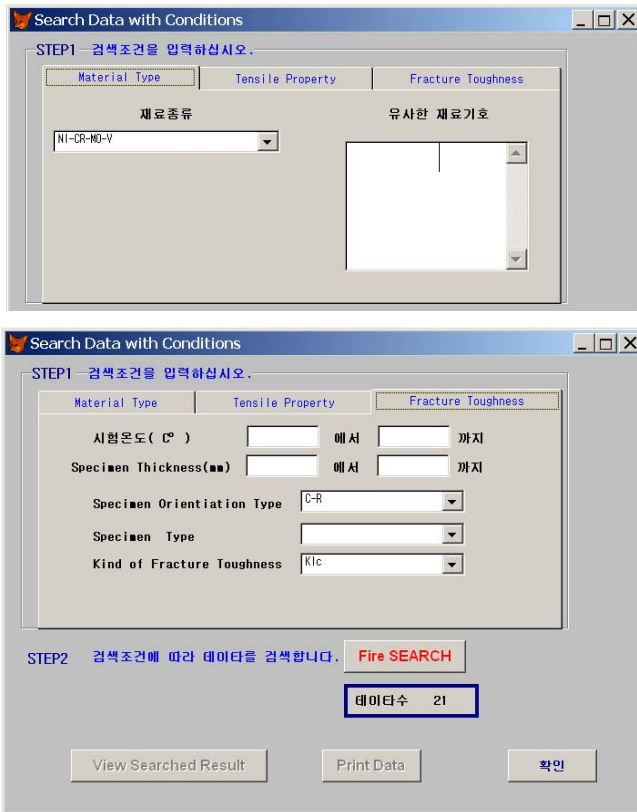 Search Data with Conditions
STEP1 검색조건을 입력하십시오.
Material Type Tensile Property Fracture Toughness
재료종류 유사한 재료기호
NI-CR-MO-V
Search Data with Conditions
STEP1 검색조건을 입력하십시오.
Material Type Tensile Property Fracture Toughness
시험온도( C° ) 에서 까지
Specimen Thickness(mm) 에서 까지
Specimen Orientiation Type C-R
Specimen Type
Kind of Fracture Toughness KIc
STEP2 검색조건에 따라 데이타를 검색합니다. Fire SEARCH
데이타수 21
View Searched Result Print Data 확인